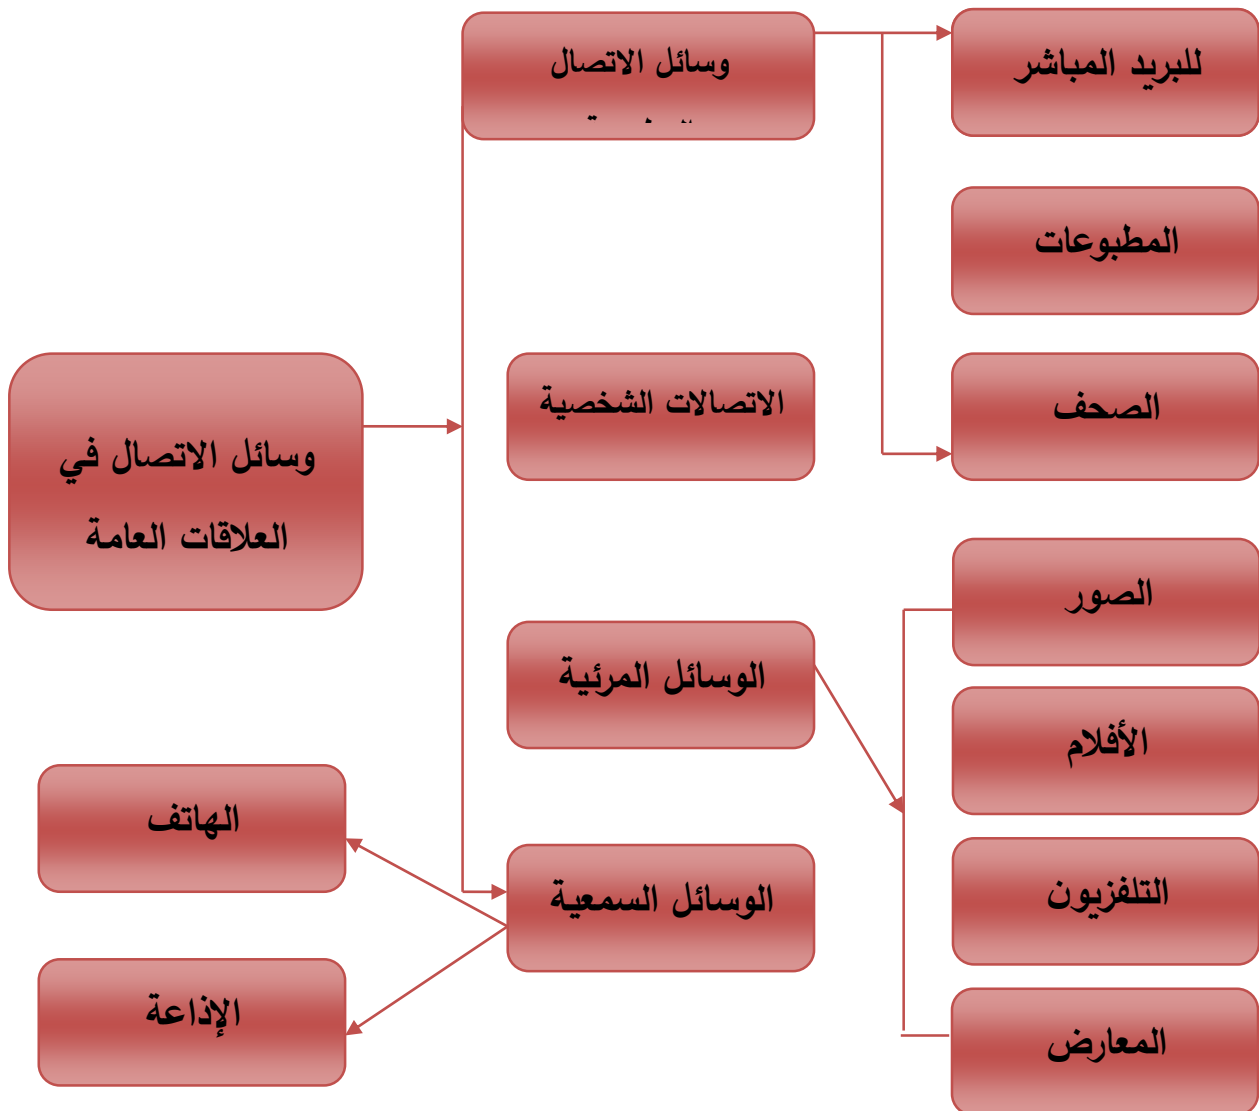 وسائل الاتصال
للبريد المباشر
المطبوعات
الاتصالات الشخصية
الصحف
وسائل الاتصال في
العلاقات العامة
الصور
الوسائل المرئية
الأفلام
الهاتف
الوسائل السمعية
التلفزيون
الإذاعة
المعارض